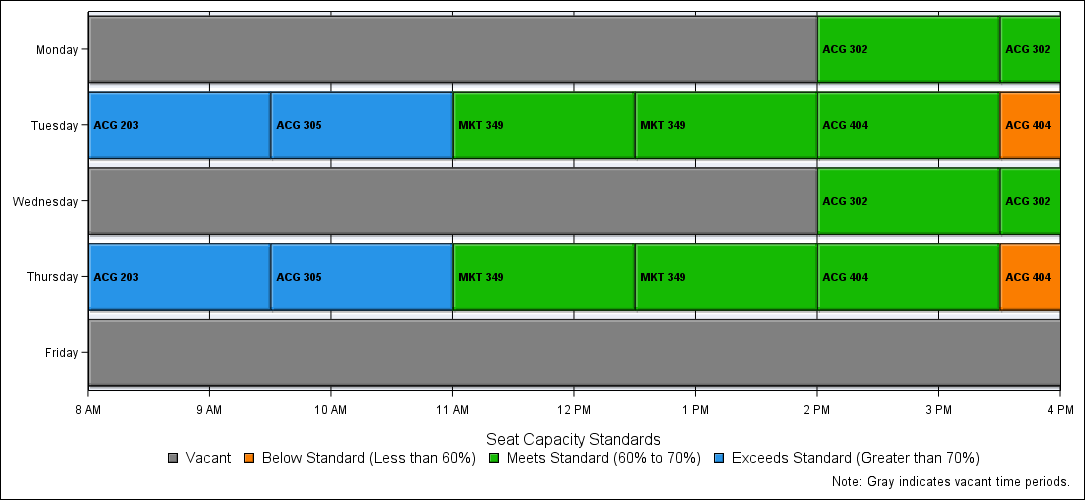 Monday
ACG 302
ACG 302
Tuesday
ACG 203
ACG 305
MKT 349
MKT 349
ACG 404
ACG 404
Wednesday
ACG 302
ACG 302
Thursday
ACG 203
ACG 305
MKT 349
MKT 349
ACG 404
ACG 404
Friday
8 AM 9 AM 10 AM 11 AM 12 PM 1 PM 2 PM 3 PM 4 PM
Seat Capacity Standards
Vacant Below Standard (Less than 60%) Meets Standard (60% to 70%) Exceeds Standard (Greater than 70%)
Note: Gray indicates vacant time periods.